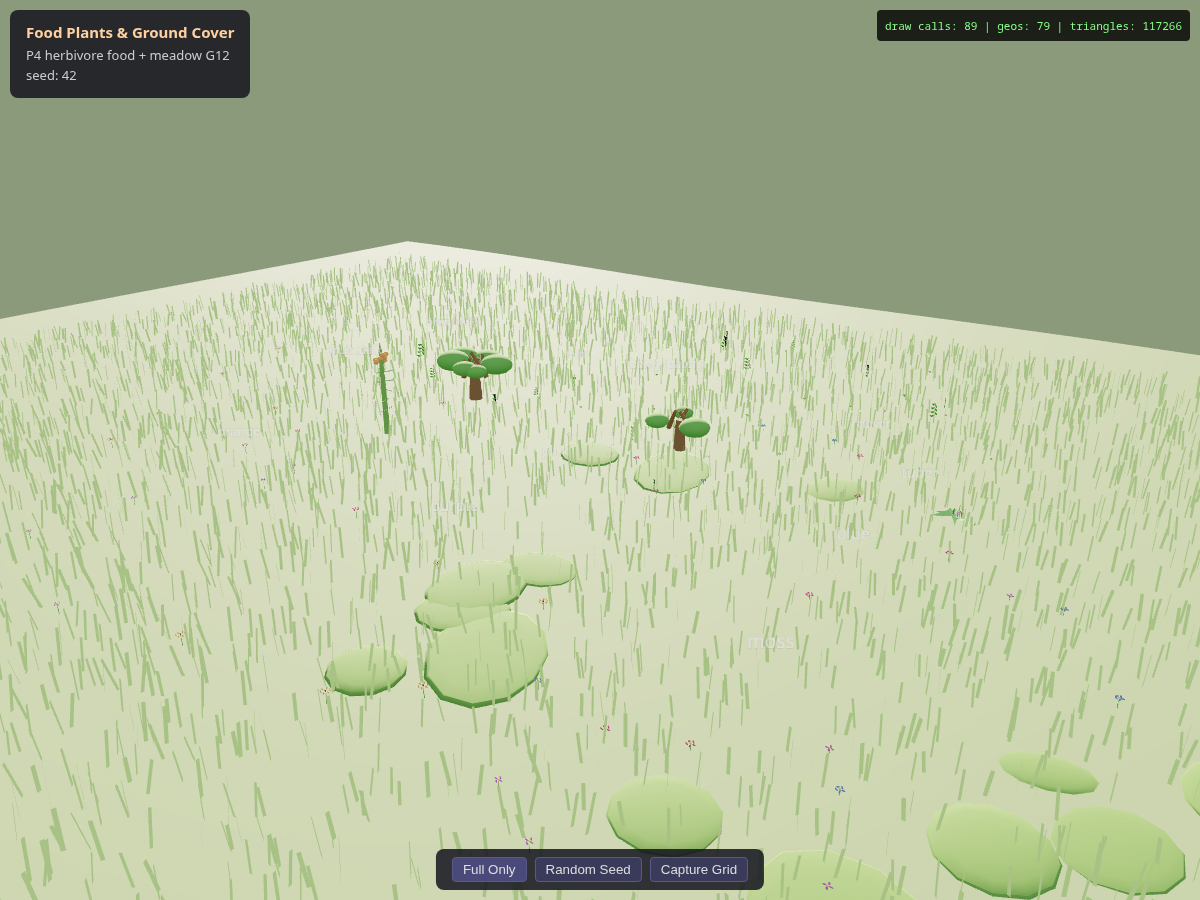 Food Plants & Ground Cover
P4 herbivore food + meadow G12
seed: 42
draw calls: 89 | geos: 79 | triangles: 117266
moss
Full Only
Random Seed
Capture Grid